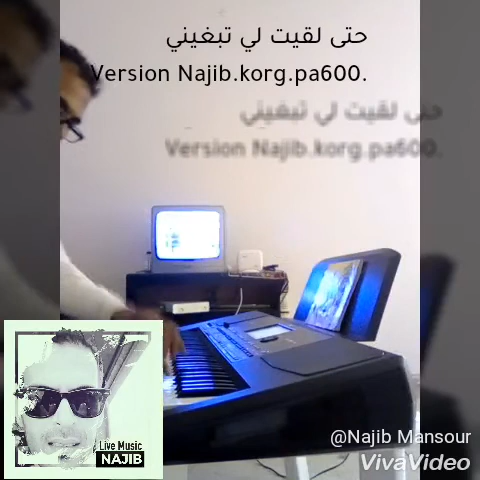 حتى لقيت لي تبغيني
Version Najib.korg.pa600.
حتى لقيت لي تبغيني
Version Najib.korg.pa600.
Live Music
NAJIB
@Najib Mansour
VivaVideo